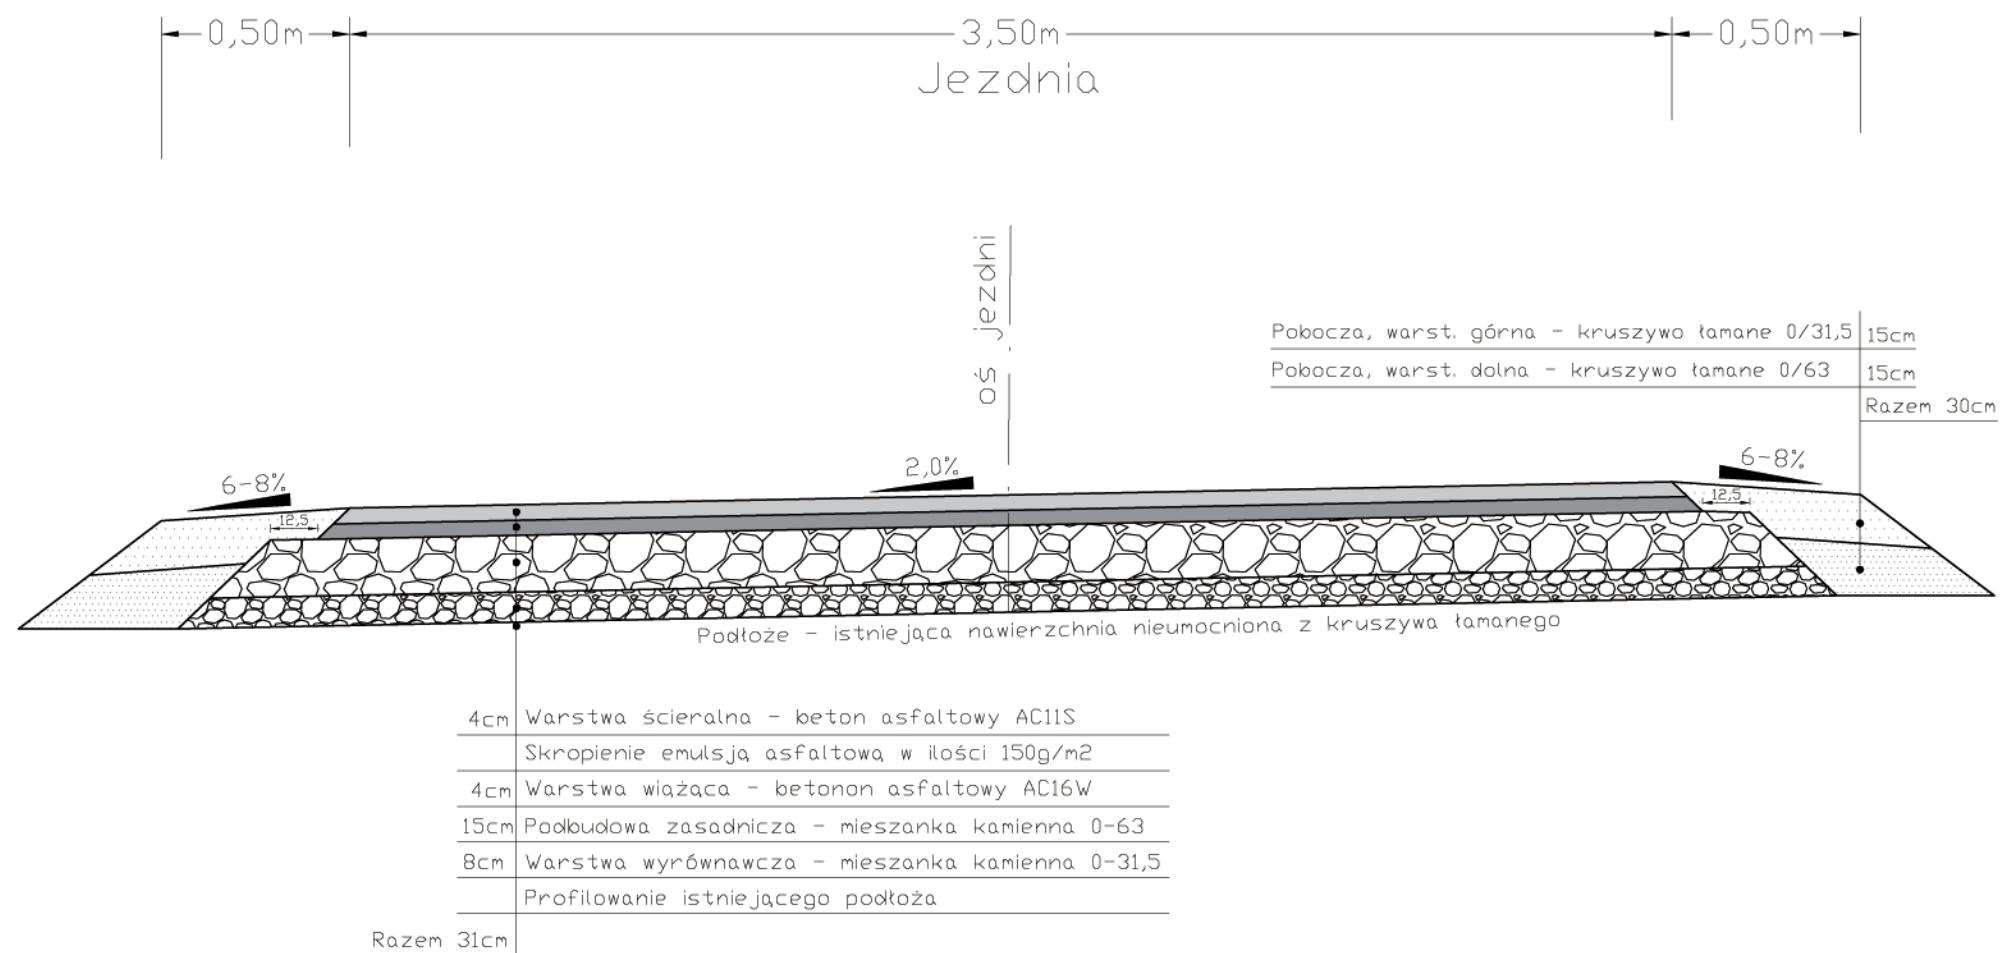 0,50m 3,50m 0,50m
Jezdnia
oś jezdni
Pobocza, warst. górna - kruszywo łamane 0/31,5 15cm
Pobocza, warst. dolna - kruszywo łamane 0/63 15cm
Razem 30cm
6-8% 2,0% 6-8%
12,5 12,5
Podłoże - istniejąca nawierzchnia nieumocniona z kruszywa łamanego
4cm Warstwa ścieralna - beton asfaltowy AC11S
Skropienie emulsją asfaltową w ilości 150g/m2
4cm Warstwa wiążąca - betonon asfaltowy AC16W
15cm Podbudowa zasadnicza - mieszanka kamienna 0-63
8cm Warstwa wyrównawcza - mieszanka kamienna 0-31,5
Profilowanie istniejącego podłoża
Razem 31cm